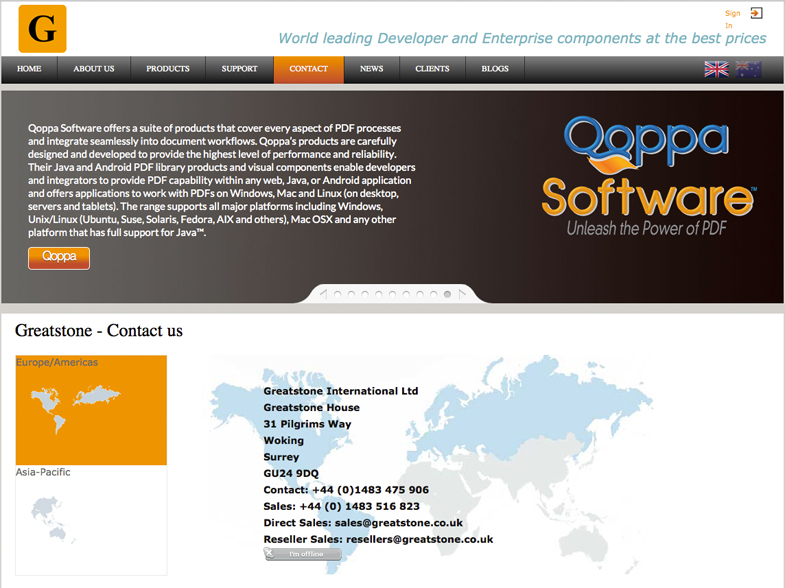 G
Sign
In
World leading Developer and Enterprise components at the best prices
HOME ABOUT US PRODUCTS SUPPORT CONTACT NEWS CLIENTS BLOGS
Qoppa Software offers a suite of products that cover every aspect of PDF processes
and integrate seamlessly into document workflows. Qoppa's products are carefully
designed and developed to provide the highest level of performance and reliability.
Their Java and Android PDF library products and visual components enable developers
and integrators to provide PDF capability within any web, Java, or Android application
and offers applications to work with PDFs on Windows, Mac and Linux (on desktop,
servers and tablets). The range supports all major platforms including Windows,
Unix/Linux (Ubuntu, Suse, Solaris, Fedora, AIX and others), Mac OSX and any other
platform that has full support for Java™.
Qoppa
Qoppa
Software™
Unleash the Power of PDF
Greatstone - Contact us
Europe/Americas
Asia-Pacific
Greatstone International Ltd
Greatstone House
31 Pilgrims Way
Woking
Surrey
GU24 9DQ
Contact: +44 (0)1483 475 906
Sales: +44 (0) 1483 516 823
Direct Sales: sales@greatstone.co.uk
Reseller Sales: resellers@greatstone.co.uk
I'm offline